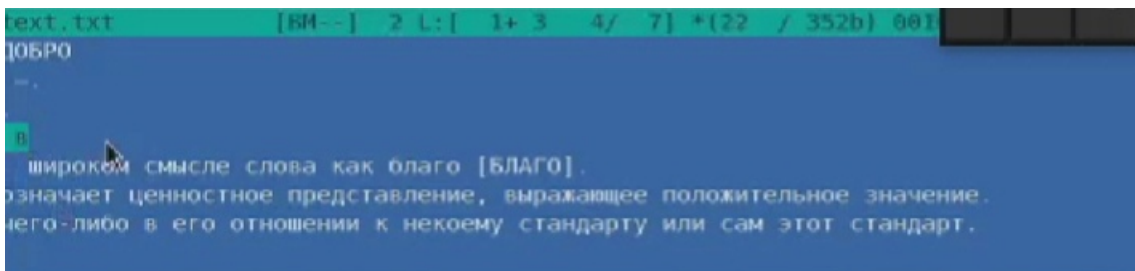 text.txt [BM--] 2 L:[ 1+ 3 4/ 7] *(22 / 352b)
ДОБРО
—.
.
в
широком смысле слова как благо [БЛАГО].
означает ценностное представление, выражающее положительное значение.
чего-либо в его отношении к некоему стандарту или сам этот стандарт.